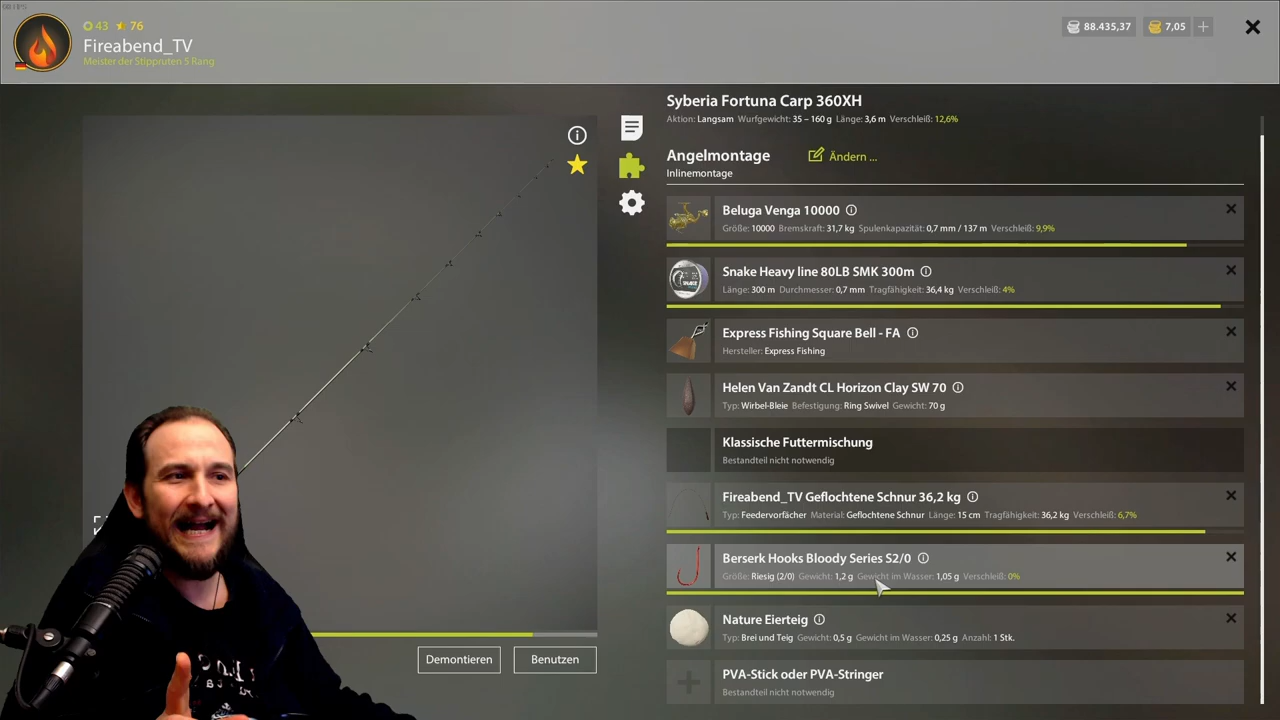 43 76
Fireabend_TV
Meister der Stippruten 5 Rang
88.435,37 7,05
Syberia Fortuna Carp 360XH
Aktion: Langsam Wurfgewicht: 35 – 160 g Länge: 3,6 m Verschleiß: 12,6%
Angelmontage Ändern ...
Inlinemontage
Beluga Venga 10000
Größe: 10000 Bremskraft: 31,7 kg Spulenkapazität: 0,7 mm / 137 m Verschleiß: 9,9%
Snake Heavy line 80LB SMK 300m
Länge: 300 m Durchmesser: 0,7 mm Tragfähigkeit: 36,4 kg Verschleiß: 4%
Express Fishing Square Bell - FA
Hersteller: Express Fishing
Helen Van Zandt CL Horizon Clay SW 70
Typ: Wirbel-Bleie Befestigung: Ring Swivel Gewicht: 70 g
Klassische Futtermischung
Bestandteil nicht notwendig
Fireabend_TV Geflochtene Schnur 36,2 kg
Typ: Feedervorfächer Material: Geflochtene Schnur Länge: 15 cm Tragfähigkeit: 36,2 kg Verschleiß: 6,7%
Berserk Hooks Bloody Series S2/0
Größe: Riesig (2/0) Gewicht: 1,2 g Gewicht im Wasser: 1,05 g Verschleiß: 0%
Nature Eierteig
Typ: Brei und Teig Gewicht: 0,5 g Gewicht im Wasser: 0,25 g Anzahl: 1 Stk.
PVA-Stick oder PVA-Stringer
Bestandteil nicht notwendig
Demontieren Benutzen